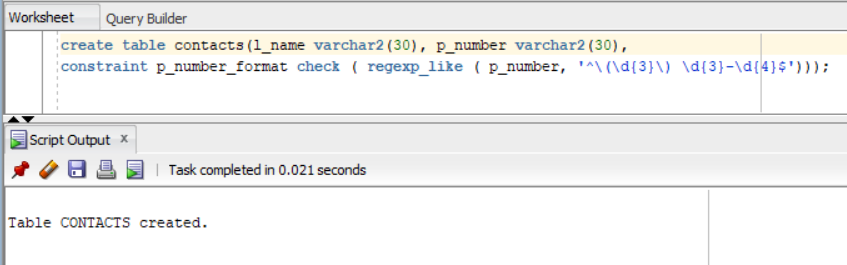 Worksheet Query Builder
create table contacts(l_name varchar2(30), p_number varchar2(30),
constraint p_number_format check ( regexp_like ( p_number, '^\(\d{3}\) \d{3}-\d{4}$')));
Script Output x
Task completed in 0.021 seconds
Table CONTACTS created.